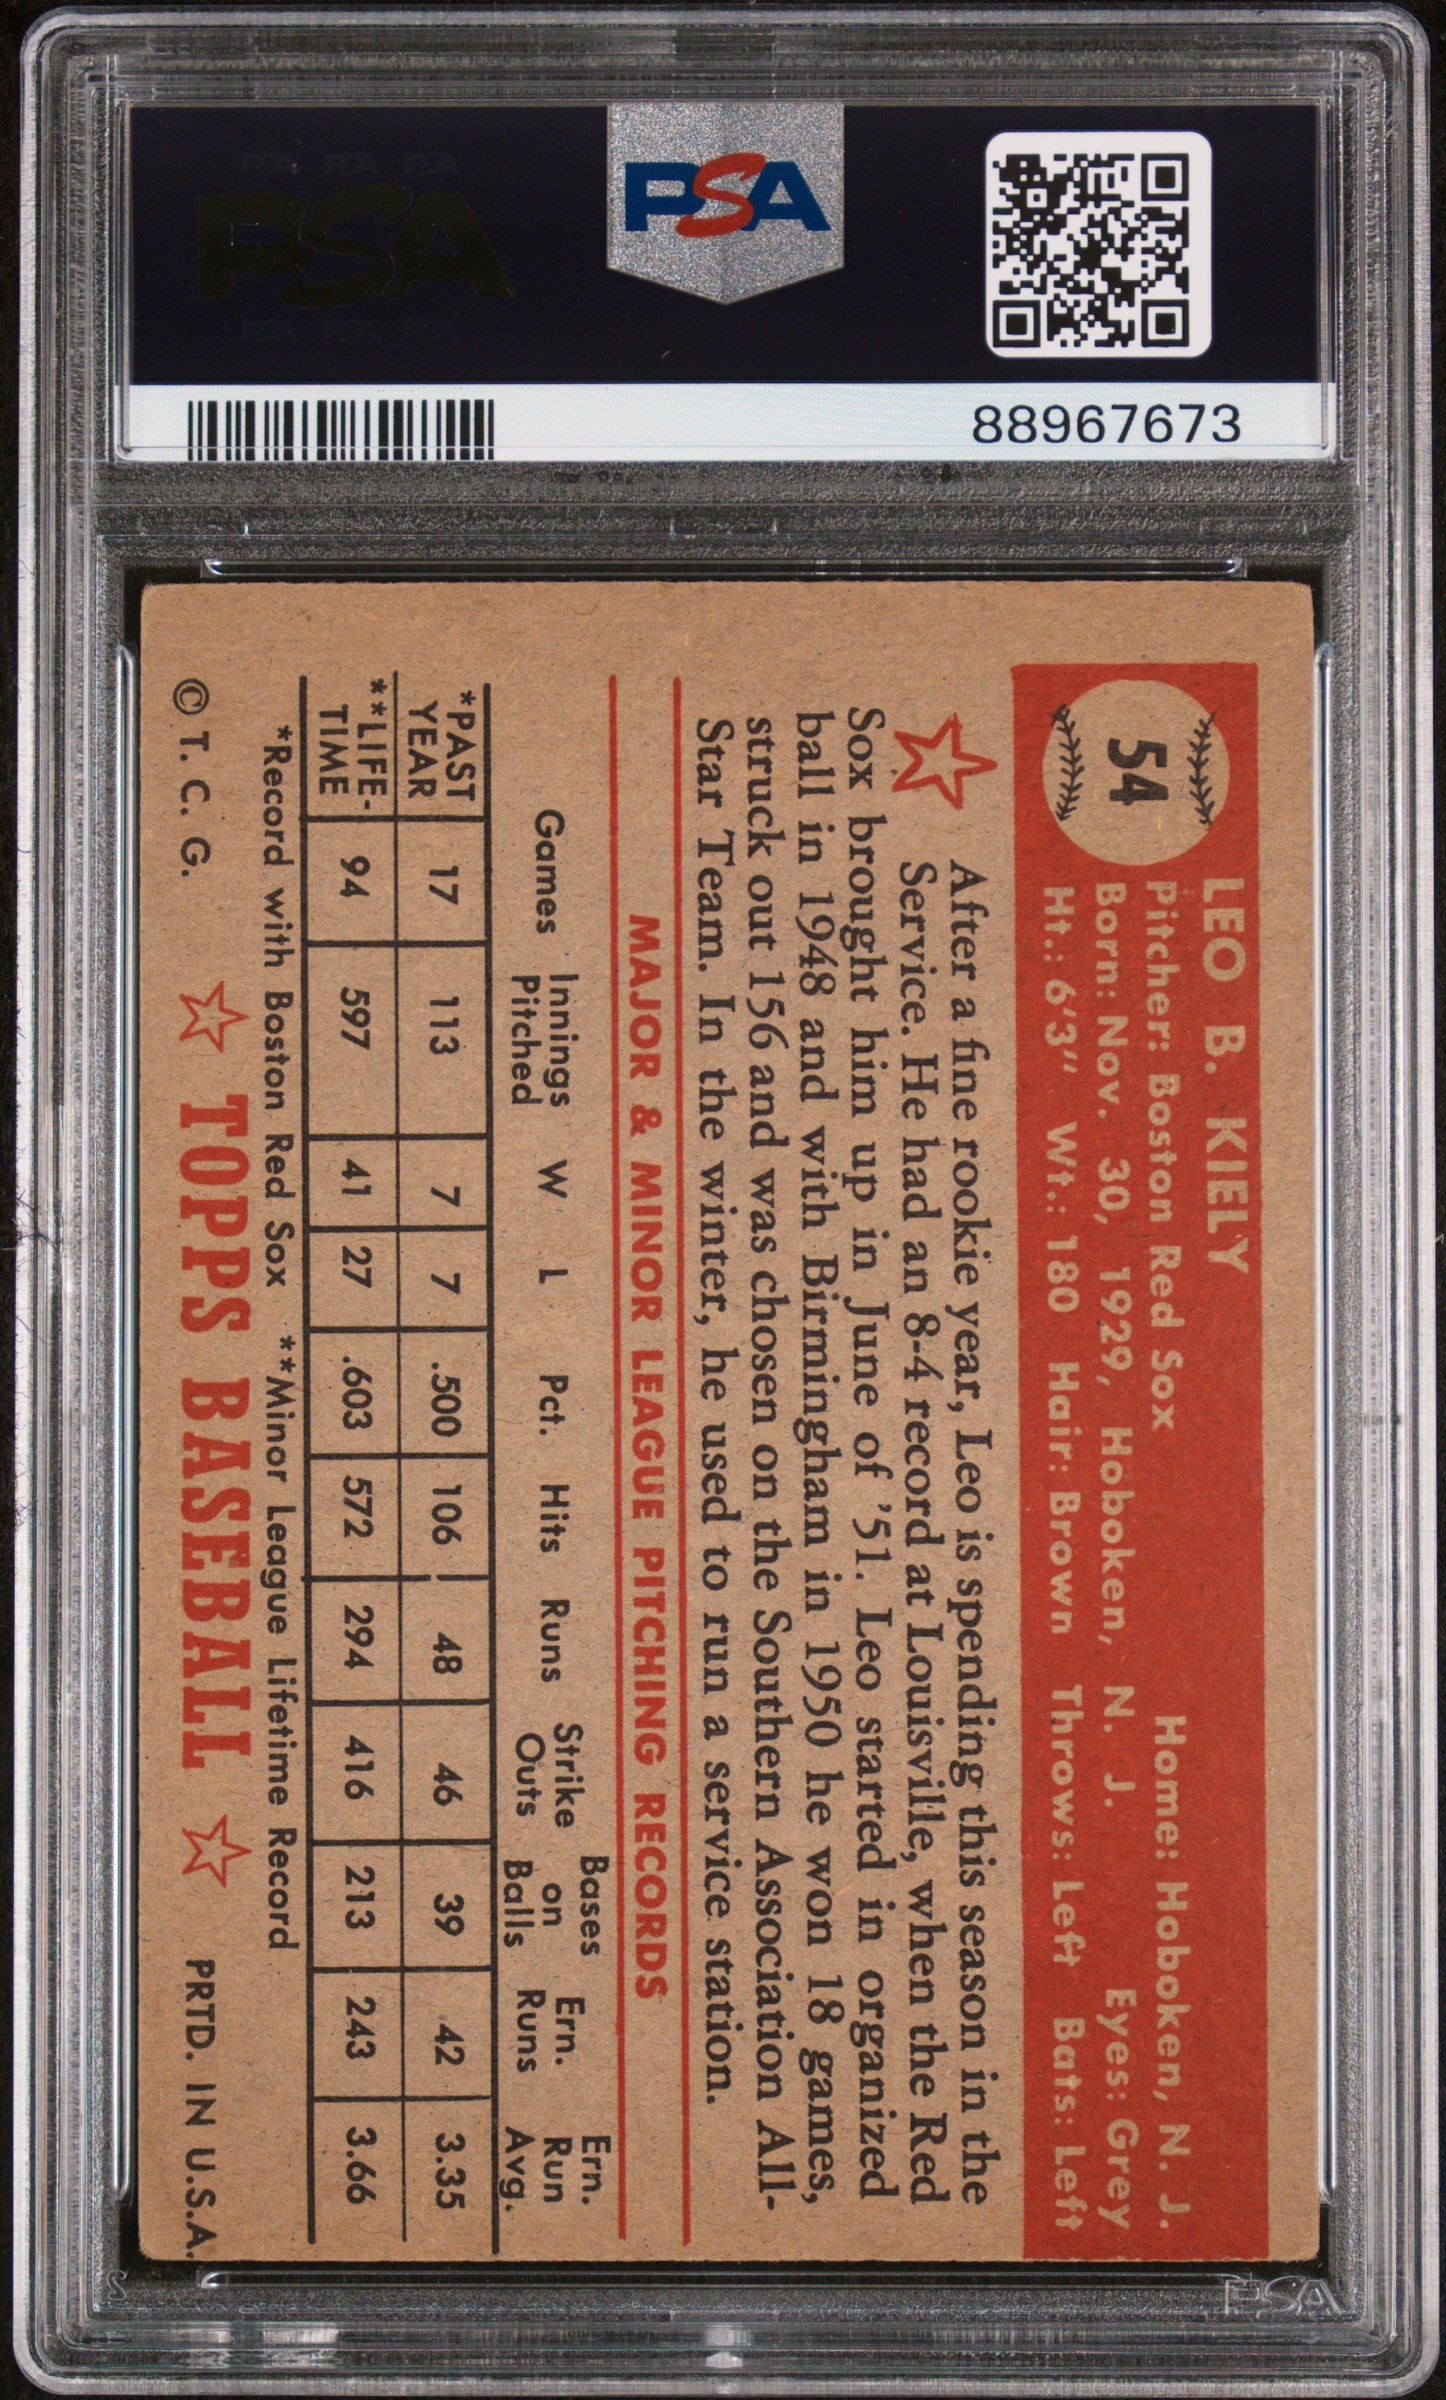 PSA PSA PSA
PSA
PSA PSA PSA
PSA
88967673
54
LEO B. KIELY
Pitcher: Boston Red Sox Home: Hoboken, N. J.
Born: Nov. 30, 1929, Hoboken, N. J. Eyes: Grey
Ht.: 6'3" Wt.: 180 Hair: Brown Throws: Left Bats: Left
After a fine rookie year, Leo is spending this season in the
Service. He had an 8-4 record at Louisville, when the Red
Sox brought him up in June of '51. Leo started in organized
ball in 1948 and with Birmingham in 1950 he won 18 games,
struck out 156 and was chosen on the Southern Association All-
Star Team. In the winter, he used to run a service station.
MAJOR & MINOR LEAGUE PITCHING RECORDS
Games Innings Pitched W L Pct. Hits Runs Strike Outs Bases on Balls Ern. Runs Ern. Run Avg.
*PAST YEAR 17 113 7 7 .500 106 48 46 39 42 3.35
**LIFE-TIME 94 597 41 27 .603 572 294 416 213 243 3.66
*Record with Boston Red Sox **Minor League Lifetime Record
© T. C. G. TOPPS BASEBALL PRTD. IN U.S.A.
PSA